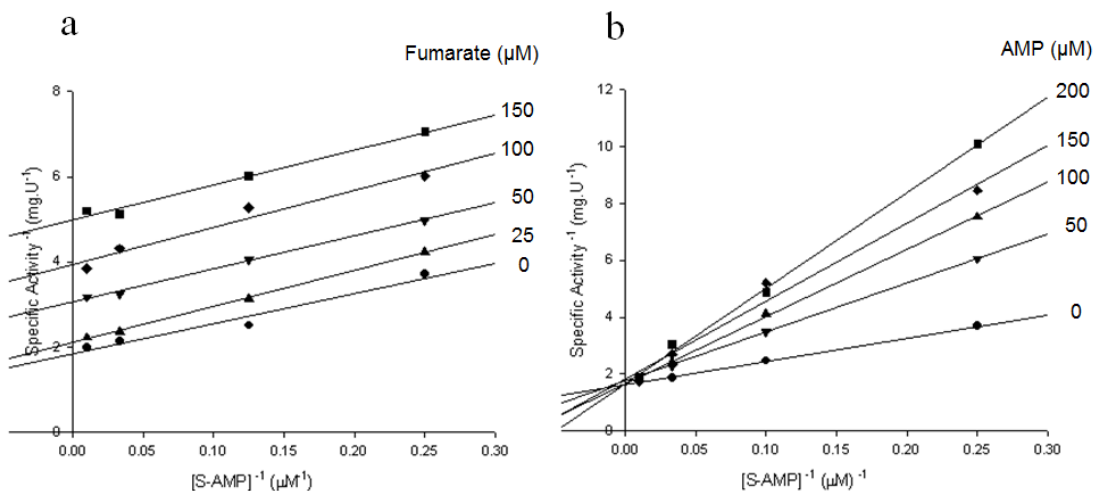 a
Fumarate (µM)
8
6
4
2
0
Specific Activity⁻¹ (mg.U⁻¹)
150
100
50
25
0
0.00 0.05 0.10 0.15 0.20 0.25 0.30
[S-AMP]⁻¹ (µM⁻¹)
b
AMP (µM)
12
10
8
6
4
2
0
Specific Activity⁻¹ (mg.U⁻¹)
200
150
100
50
0
0.00 0.05 0.10 0.15 0.20 0.25 0.30
[S-AMP]⁻¹ (µM)⁻¹